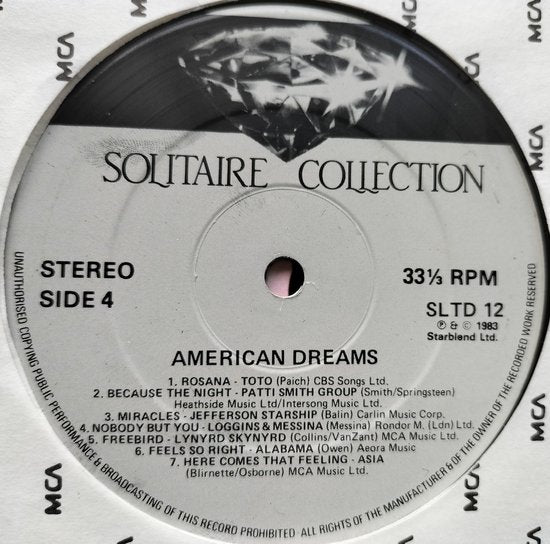 MCA
MCA
MCA
SOLITAIRE COLLECTION
STEREO
SIDE 4
33⅓ RPM
SLTD 12
℗ & © 1983
Starblend Ltd.
AMERICAN DREAMS
1. ROSANA - TOTO (Paich) CBS Songs Ltd.
2. BECAUSE THE NIGHT - PATTI SMITH GROUP (Smith/Springsteen)
Heathside Music Ltd/Intersong Music Ltd.
3. MIRACLES - JEFFERSON STARSHIP (Balin) Carlin Music Corp.
4. NOBODY BUT YOU - LOGGINS & MESSINA (Messina) Rondor M. (Ldn) Ltd.
5. FREEBIRD - LYNYRD SKYNYRD (Collins/VanZant) MCA Music Ltd.
6. FEELS SO RIGHT - ALABAMA (Owen) Aeora Music
7. HERE COMES THAT FEELING - ASIA
(Blirnette/Osborne) MCA Music Ltd.
UNAUTHORISED COPYING PUBLIC PERFORMANCE & BROADCASTING OF THIS RECORD PROHIBITED ALL RIGHTS OF THE MANUFACTURER & OF THE OWNER OF THE RECORDED WORK RESERVED
MCA
MCA
MCA